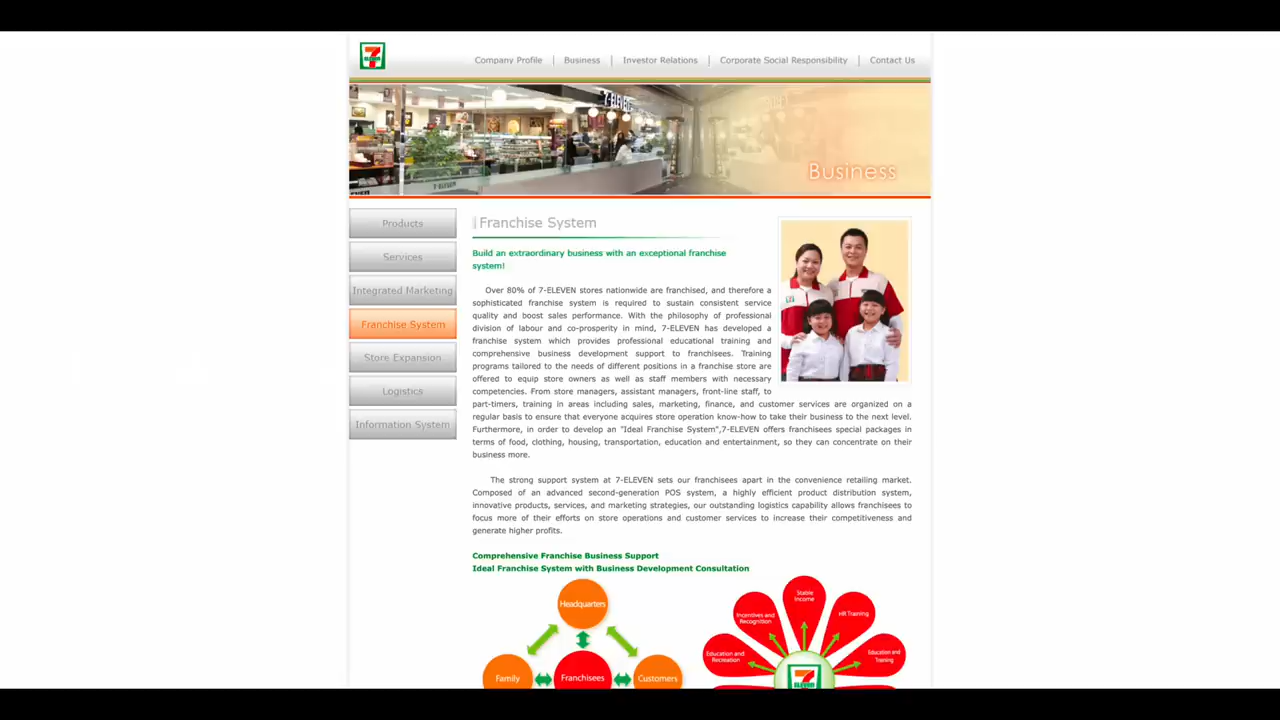 7
ELEVEN
Company Profile
Business
Investor Relations
Corporate Social Responsibility
Contact Us
7-ELEVEN
7-ELEVEN
Business
Products
Services
Integrated Marketing
Franchise System
Store Expansion
Logistics
Information System
Franchise System
Build an extraordinary business with an exceptional franchise
system!
Over 80% of 7-ELEVEN stores nationwide are franchised, and therefore a
sophisticated franchise system is required to sustain consistent service
quality and boost sales performance. With the philosophy of professional
division of labour and co-prosperity in mind, 7-ELEVEN has developed a
franchise system which provides professional educational training and
comprehensive business development support to franchisees. Training
programs tailored to the needs of different positions in a franchise store are
offered to equip store owners as well as staff members with necessary
competencies. From store managers, assistant managers, front-line staff, to
part-timers, training in areas including sales, marketing, finance, and customer services are organized on a
regular basis to ensure that everyone acquires store operation know-how to take their business to the next level.
Furthermore, in order to develop an "Ideal Franchise System",7-ELEVEN offers franchisees special packages in
terms of food, clothing, housing, transportation, education and entertainment, so they can concentrate on their
business more.
The strong support system at 7-ELEVEN sets our franchisees apart in the convenience retailing market.
Composed of an advanced second-generation POS system, a highly efficient product distribution system,
innovative products, services, and marketing strategies, our outstanding logistics capability allows franchisees to
focus more of their efforts on store operations and customer services to increase their competitiveness and
generate higher profits.
Comprehensive Franchise Business Support
Ideal Franchise System with Business Development Consultation
Headquarters
Family
Franchisees
Customers
Stable
Income
Incentives and
Recognition
HR Training
Education and
Recreation
Education and
Training
7
ELEVEN